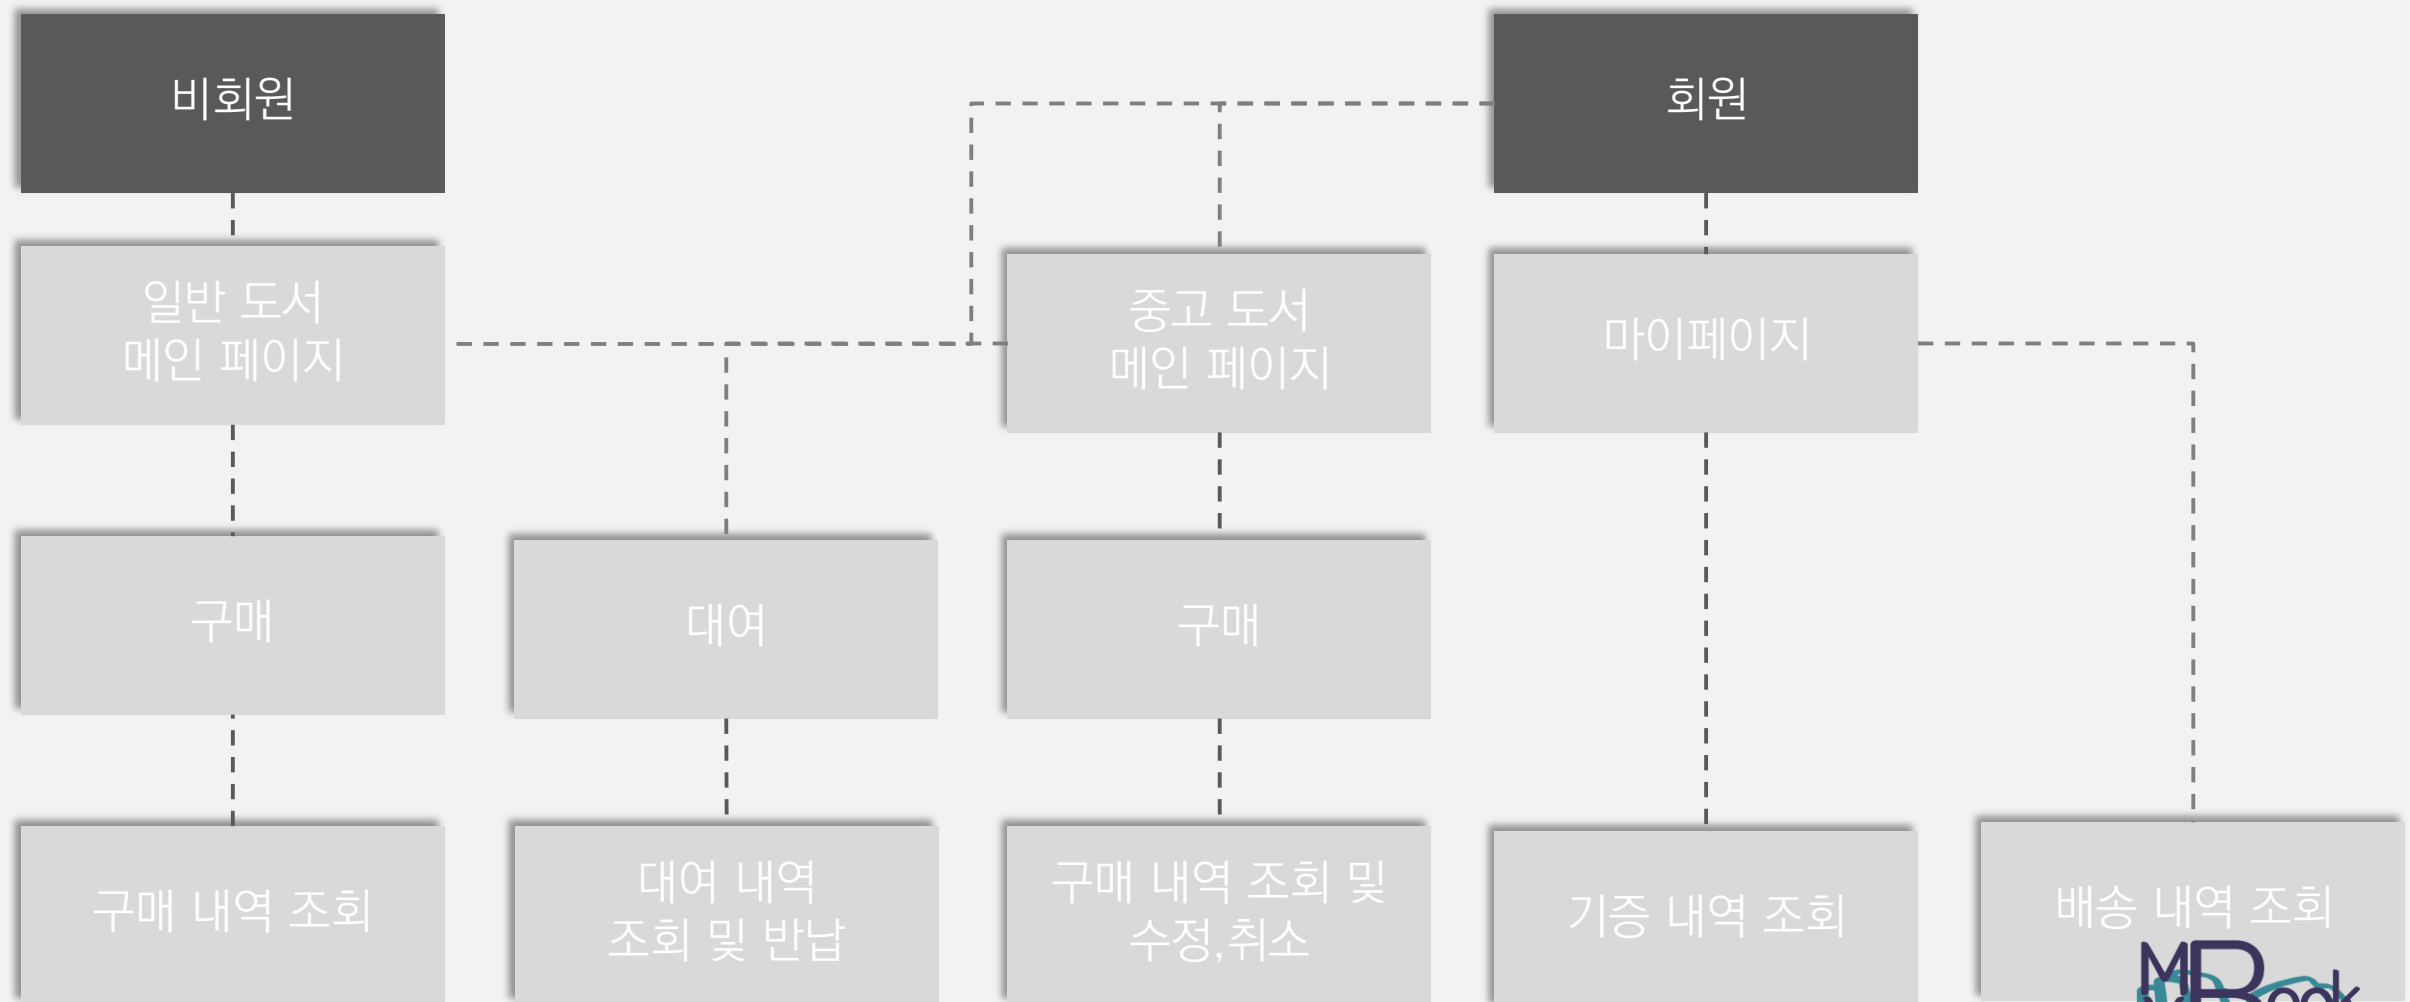 비회원
회원
일반 도서
메인 페이지
중고 도서
메인 페이지
마이페이지
구매
대여
구매
구매 내역 조회
대여 내역
조회 및 반납
구매 내역 조회 및
수정,취소
기증 내역 조회
배송 내역 조회